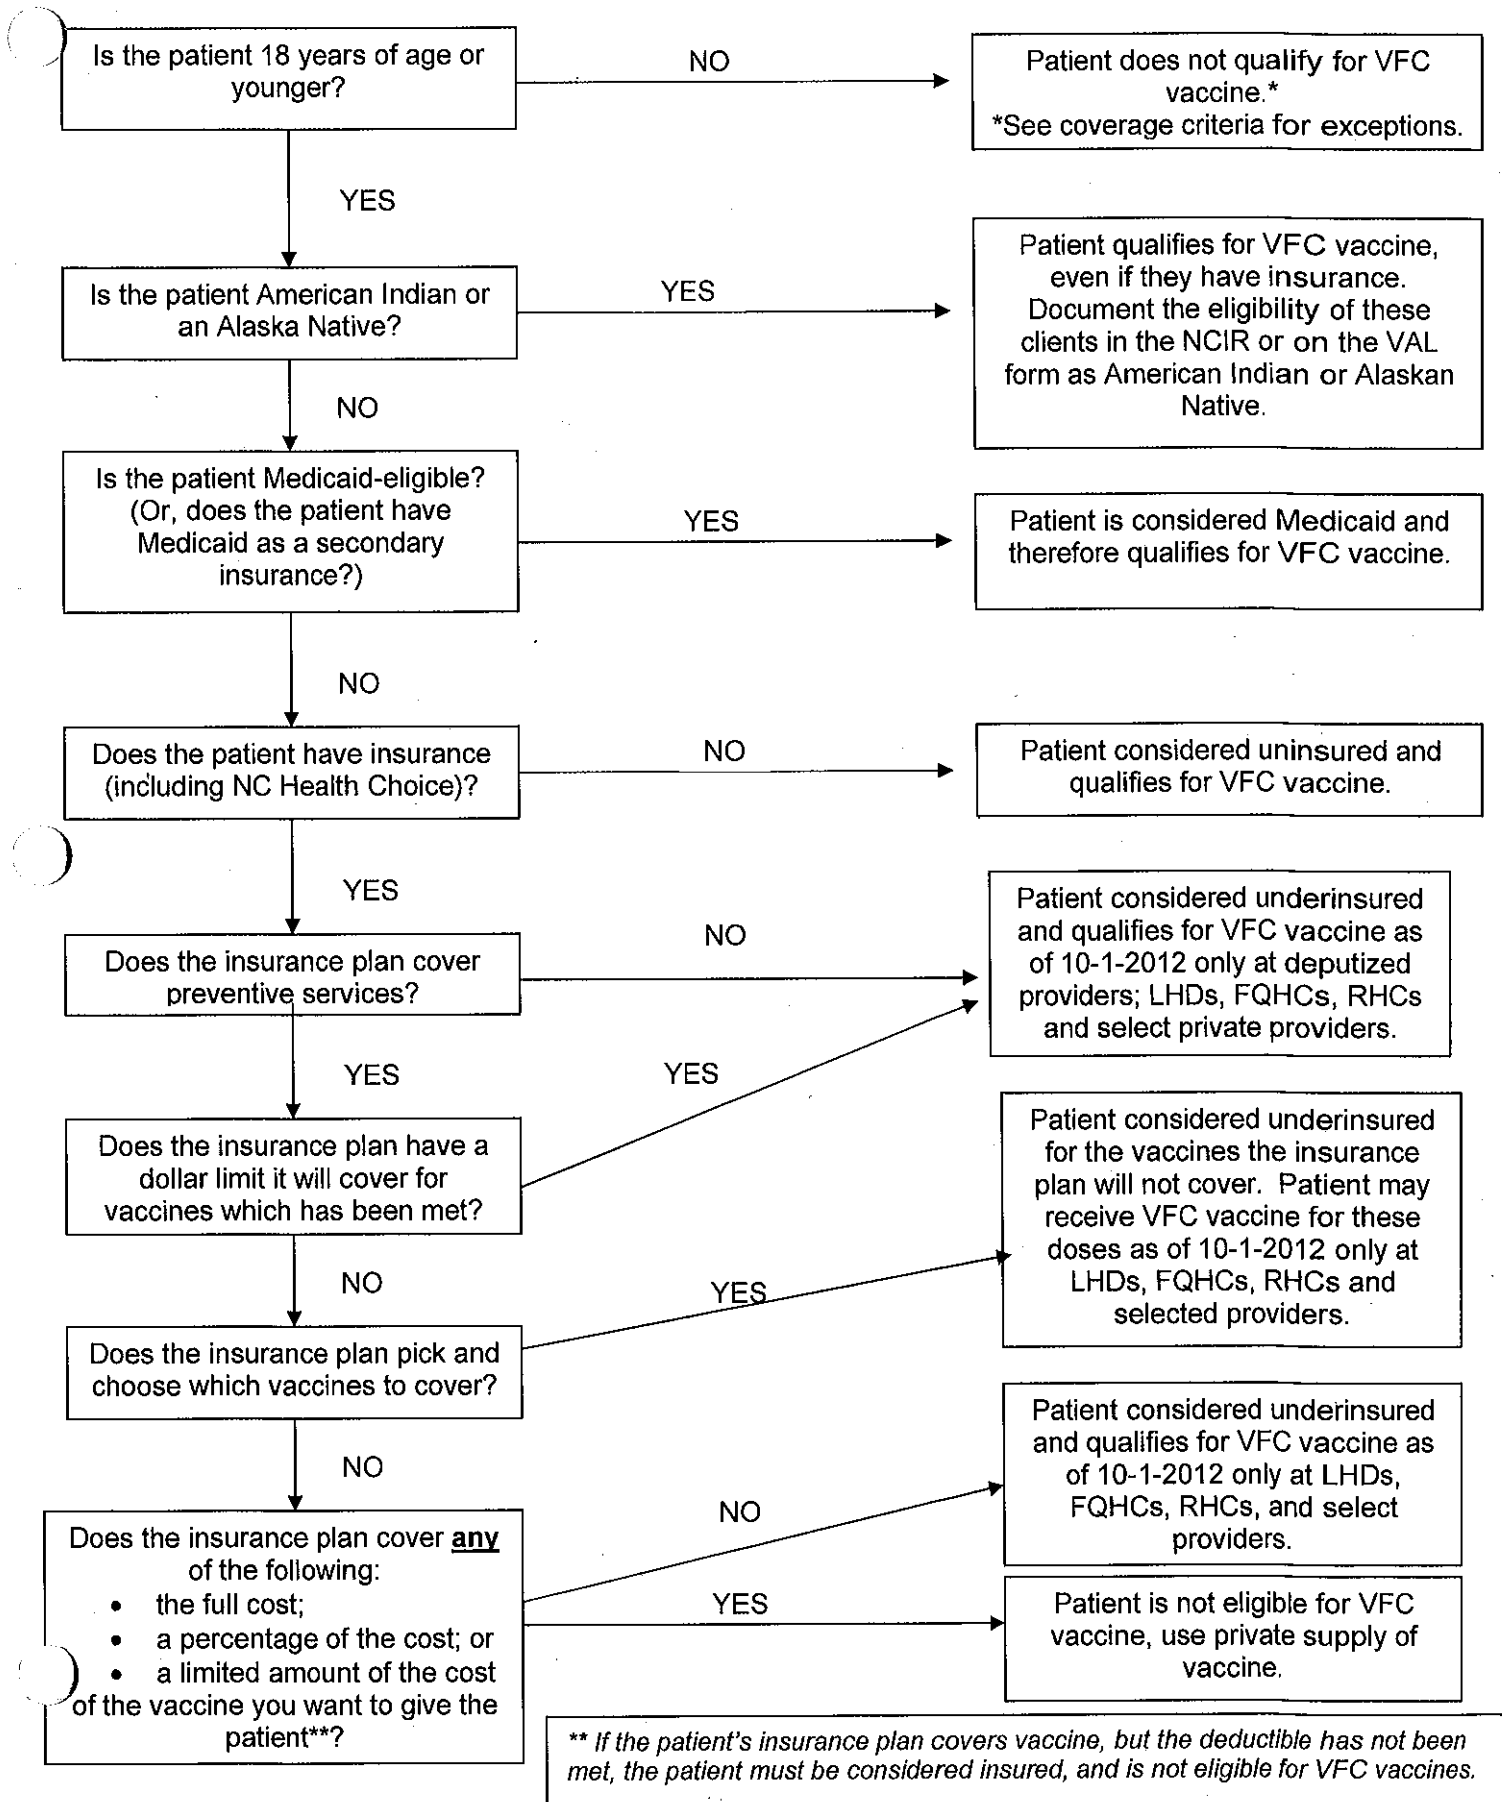 Is the patient 18 years of age or
younger?
NO
Patient does not qualify for VFC
vaccine.*
*See coverage criteria for exceptions.
YES
Is the patient American Indian or
an Alaska Native?
YES
Patient qualifies for VFC vaccine,
even if they have insurance.
Document the eligibility of these
clients in the NCIR or on the VAL
form as American Indian or Alaskan
Native.
NO
Is the patient Medicaid-eligible?
(Or, does the patient have
Medicaid as a secondary
insurance?)
YES
Patient is considered Medicaid and
therefore qualifies for VFC vaccine.
NO
Does the patient have insurance
(including NC Health Choice)?
NO
Patient considered uninsured and
qualifies for VFC vaccine.
YES
Does the insurance plan cover
preventive services?
NO
Patient considered underinsured
and qualifies for VFC vaccine as
of 10-1-2012 only at deputized
providers; LHDs, FQHCs, RHCs
and select private providers.
YES
Does the insurance plan have a
dollar limit it will cover for
vaccines which has been met?
YES
NO
Does the insurance plan pick and
choose which vaccines to cover?
YES
Patient considered underinsured
for the vaccines the insurance
plan will not cover. Patient may
receive VFC vaccine for these
doses as of 10-1-2012 only at
LHDs, FQHCs, RHCs and
selected providers.
NO
Does the insurance plan cover any
of the following:
• the full cost;
• a percentage of the cost; or
• a limited amount of the cost
of the vaccine you want to give the
patient**?
NO
Patient considered underinsured
and qualifies for VFC vaccine as
of 10-1-2012 only at LHDs,
FQHCs, RHCs, and select
providers.
YES
Patient is not eligible for VFC
vaccine, use private supply of
vaccine.
** If the patient's insurance plan covers vaccine, but the deductible has not been
met, the patient must be considered insured, and is not eligible for VFC vaccines.